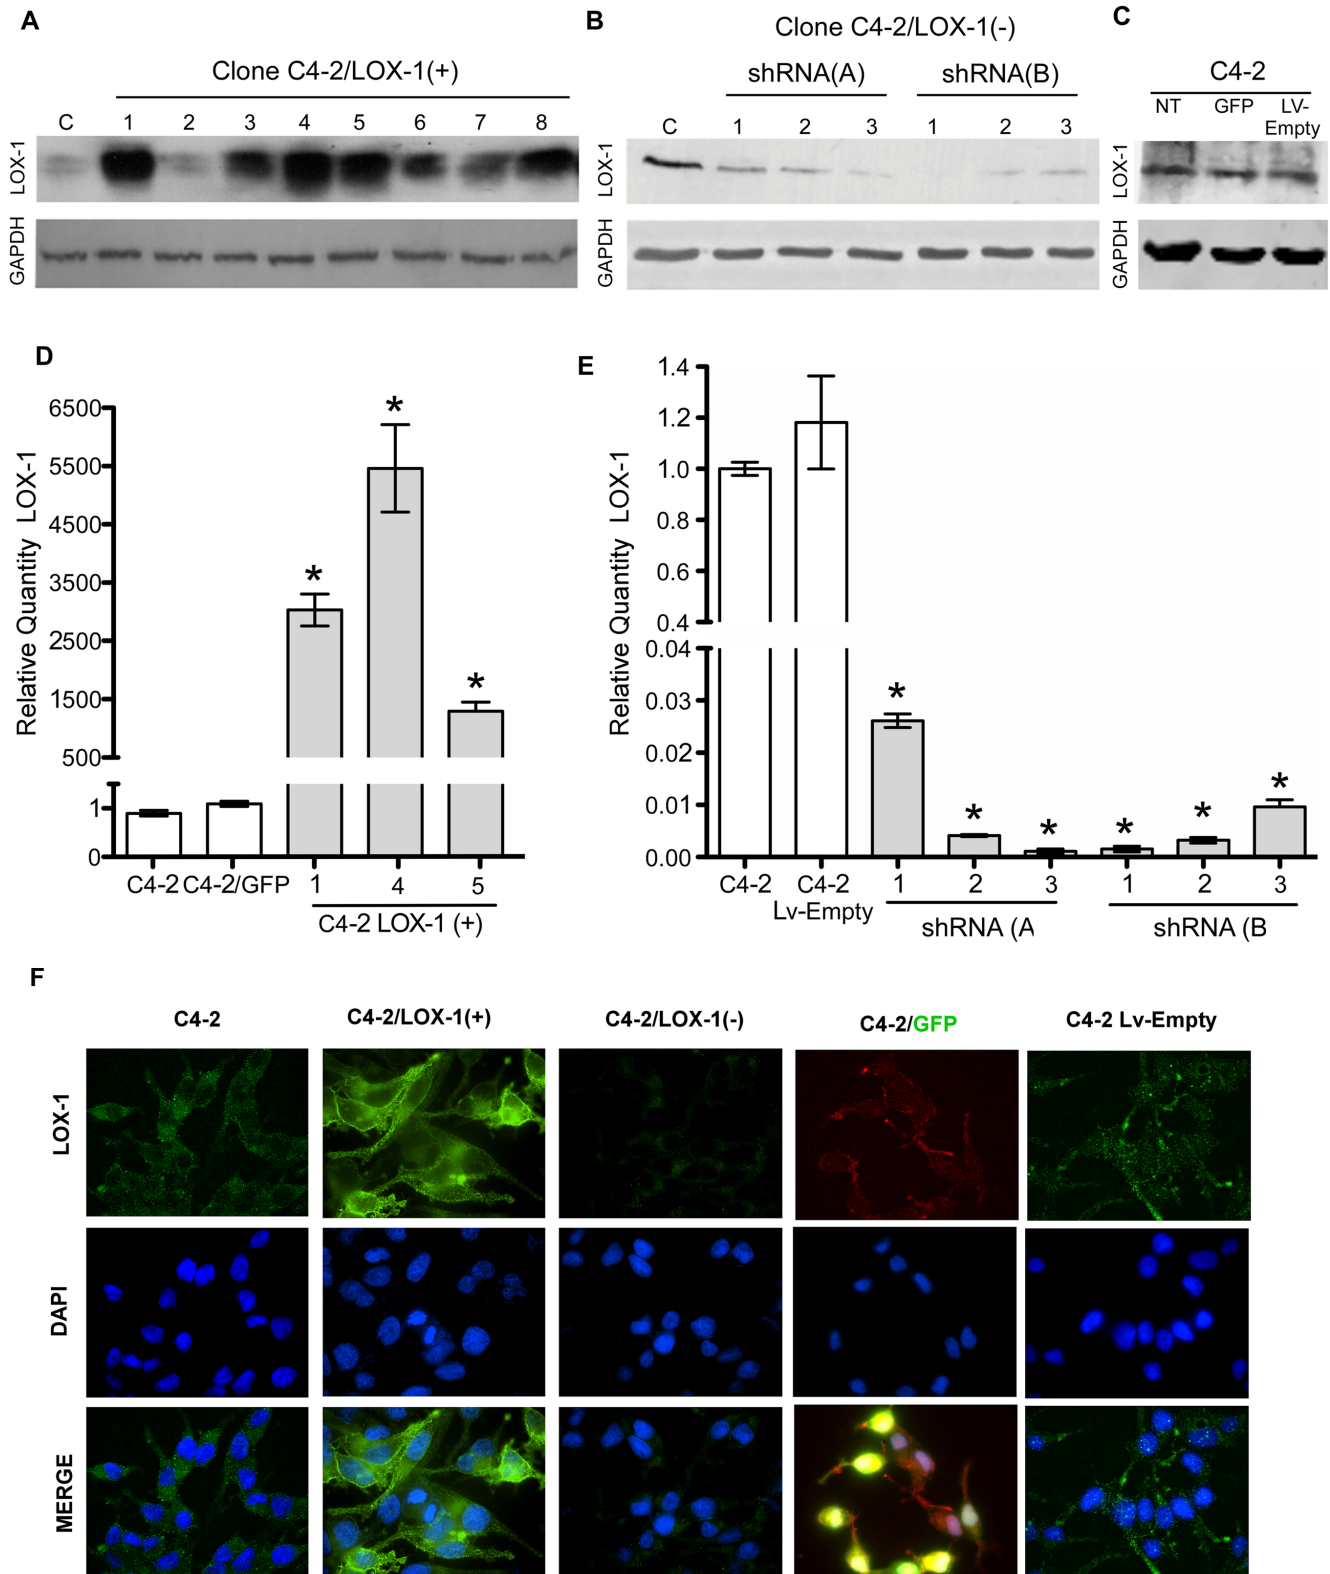 A
Clone C4-2/LOX-1(+)
C 1 2 3 4 5 6 7 8
LOX-1
GAPDH
B
Clone C4-2/LOX-1(-)
shRNA(A) shRNA(B)
C 1 2 3 1 2 3
LOX-1
GAPDH
C
C4-2
NT GFP LV-
Empty
LOX-1
GAPDH
D
Relative Quantity LOX-1
6500
5500
4500
3500
2500
1500
500
1
0
* * *
C4-2 C4-2/GFP 1 4 5
C4-2 LOX-1 (+)
E
Relative Quantity LOX-1
1.4
1.2
1.0
0.8
0.6
0.4
0.04
0.03
0.02
0.01
0.00
* * * * * *
C4-2 C4-2 1 2 3 1 2 3
Lv-Empty
shRNA (A shRNA (B
F
C4-2 C4-2/LOX-1(+) C4-2/LOX-1(-) C4-2/GFP C4-2 Lv-Empty
LOX-1
DAPI
MERGE